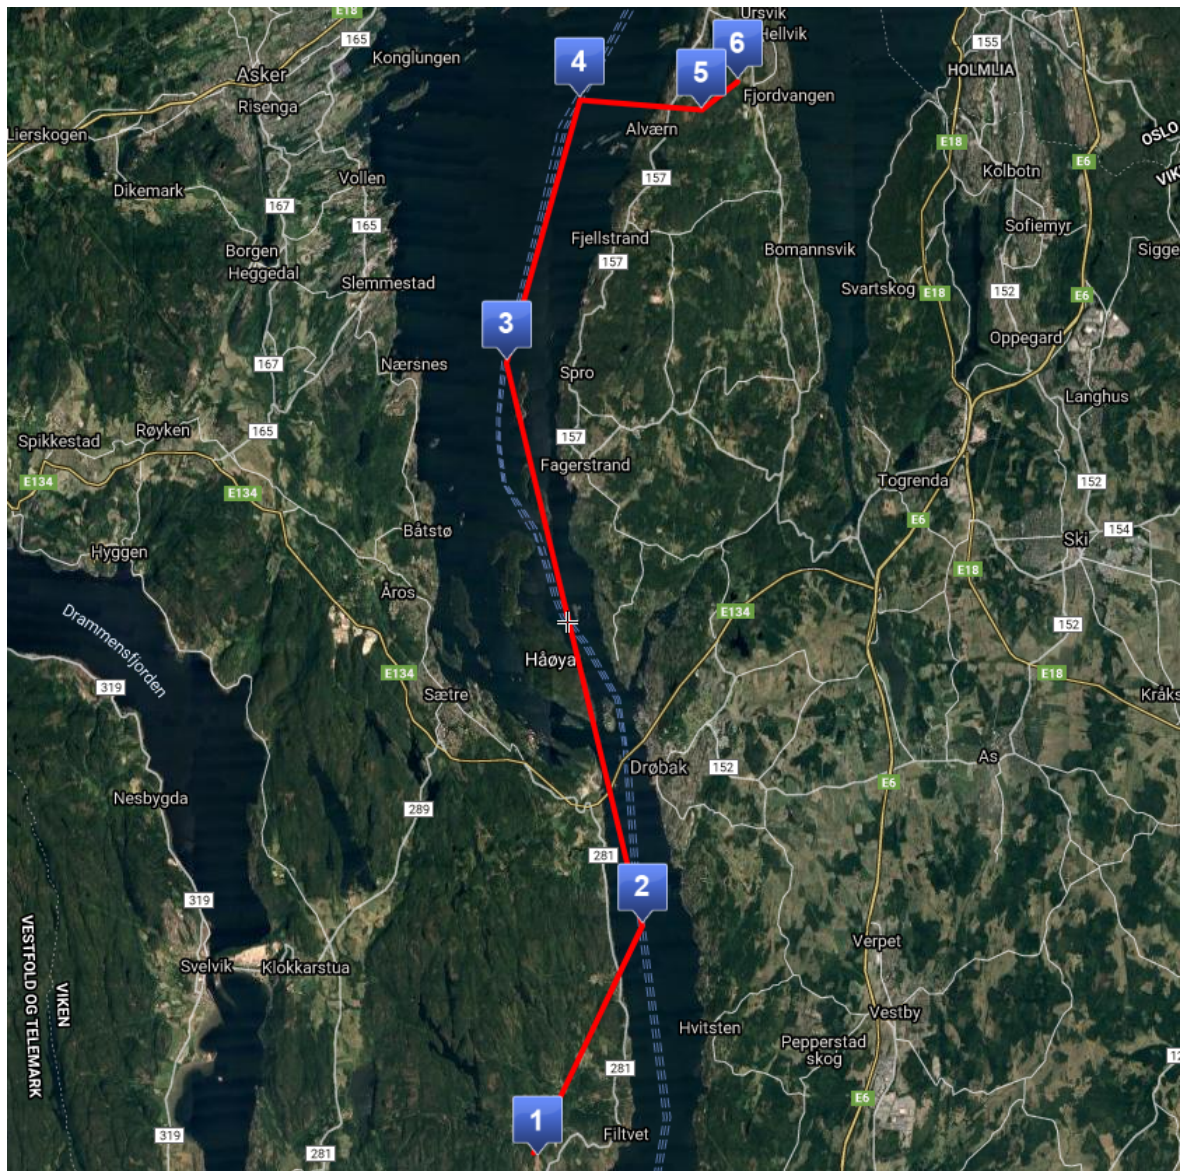 E18
Ursvik
165
Hellvik
6
4
155
Konglungen
5
Asker
HOLMLIA
Risenga
Fjordvangen
Lierskogen
Alværn
E18
OSLO
E6
Kolbotn
157
Vollen
Dikemark
167
165
Sofiemyr
Fjellstrand
Borgen
Bomannsvik
Sigge
157
Heggedal
Slemmestad
Svartskog
E18
152
E6
3
Oppegard
167
Nærsnes
Spro
Langhus
165
Røyken
157
Spikkestad
Fagerstrand
E134
E134
Togrenda
152
E6
154
Båtstø
Ski
Hyggen
E18
Åros
E134
Drammensfjorden
152
Håøya
E134
E18
319
Sætre
Kråks
As
Drøbak
152
E6
Nesbygda
289
281
2
319
VESTFOLD OG TELEMARK
VIKEN
Verpet
Svelvik
Klokkarstua
Vestby
Hvitsten
Pepperstad
skog
12
281
E6
1
319
Filtvet
281